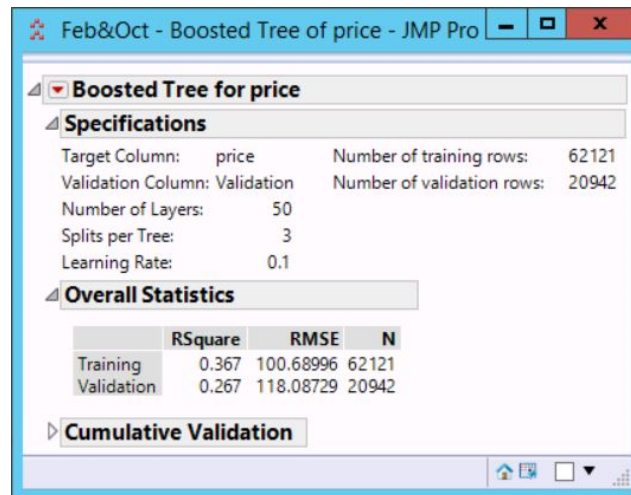 Feb&Oct - Boosted Tree of price - JMP Pro
Boosted Tree for price
Specifications
Target Column: price Number of training rows: 62121
Validation Column: Validation Number of validation rows: 20942
Number of Layers: 50
Splits per Tree: 3
Learning Rate: 0.1
Overall Statistics
RSquare RMSE N
Training 0.367 100.68996 62121
Validation 0.267 118.08729 20942
Cumulative Validation